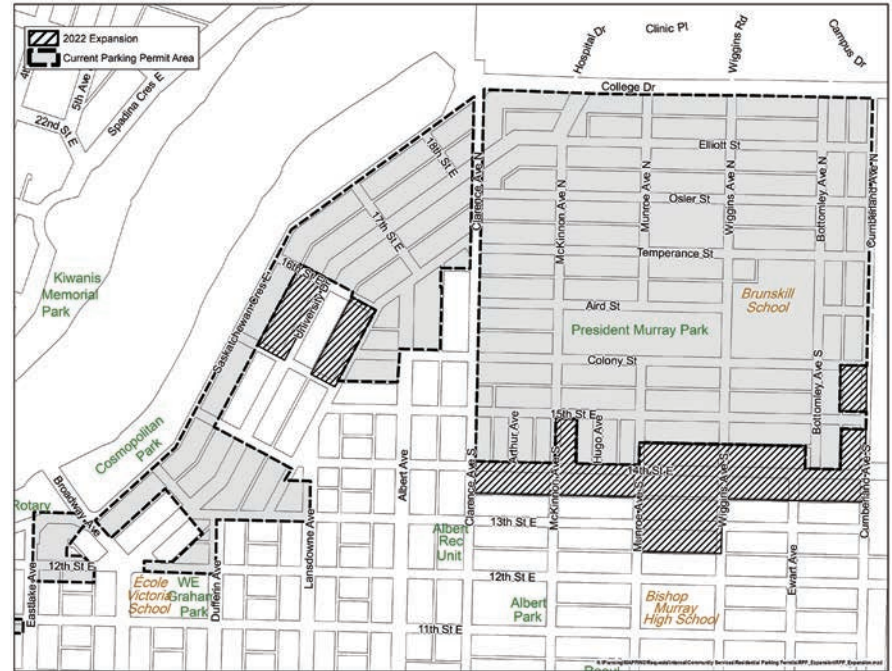 2022 Expansion
Current Parking Permit Area
5th Ave
22nd St E
Spadina Cres E
Hospital Dr
Clinic Pl
Wiggins Rd
Campus Dr
College Dr
Elliott St
18th St E
17th St E
Clarence Ave N
McKinnon Ave N
Munroe Ave N
Wiggins Ave N
Bottomley Ave N
Cumberland Ave N
Osler St
Temperance St
16th St E
University Dr
Saskatchewan Cres E
Kiwanis
Memorial
Park
Aird St
President Murray Park
Brunskill
School
Colony St
Bottomley Ave S
15th St E
Arthur Ave
Hugo Ave
14th St E
Cosmopolitan
Park
Broadway Ave
Rotary
Albert Ave
Clarence Ave S
McKinnon Ave S
Munroe Ave S
Wiggins Ave S
Cumberland Ave S
Lansdowne Ave
13th St E
Albert
Rec
Unit
12th St E
Eastlake Ave
École
Victoria
School
WE
Graham
Park
Dufferin Ave
12th St E
Albert
Park
Bishop
Murray
High School
Ewart Ave
11th St E